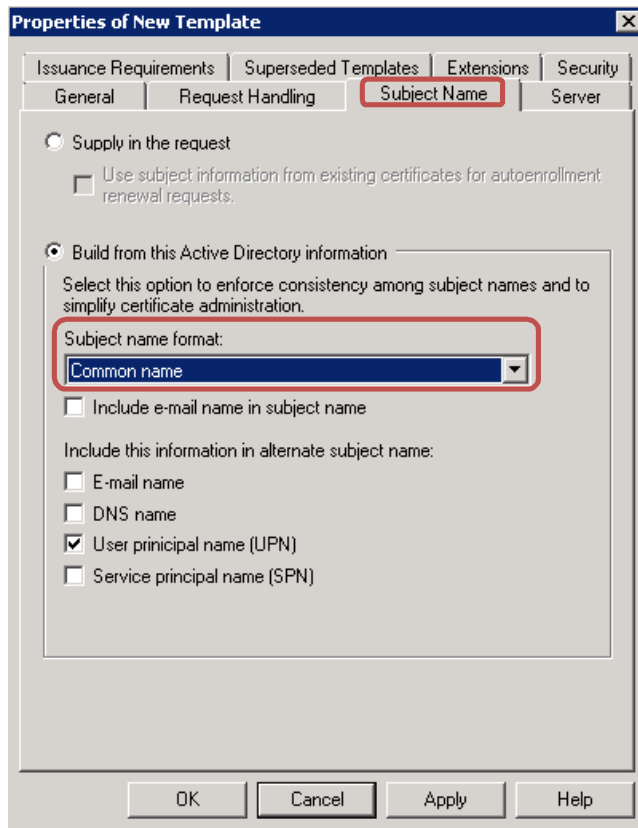 Properties of New Template
Issuance Requirements Superseded Templates Extensions Security
General Request Handling Subject Name Server
Supply in the request
Use subject information from existing certificates for autoenrollment
renewal requests.
Build from this Active Directory information
Select this option to enforce consistency among subject names and to
simplify certificate administration.
Subject name format:
Common name
Include e-mail name in subject name
Include this information in alternate subject name:
E-mail name
DNS name
User prinicipal name (UPN)
Service principal name (SPN)
OK Cancel Apply Help